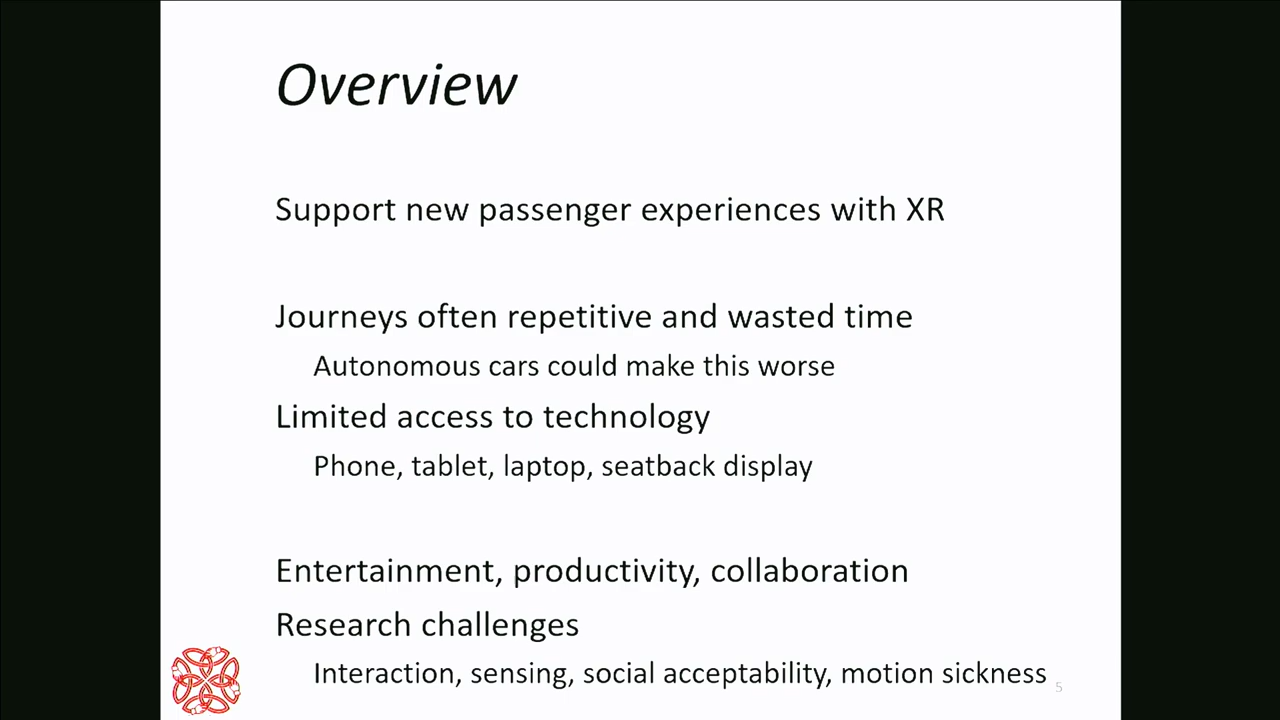 Overview
Support new passenger experiences with XR
Journeys often repetitive and wasted time
Autonomous cars could make this worse
Limited access to technology
Phone, tablet, laptop, seatback display
Entertainment, productivity, collaboration
Research challenges
Interaction, sensing, social acceptability, motion sickness
5